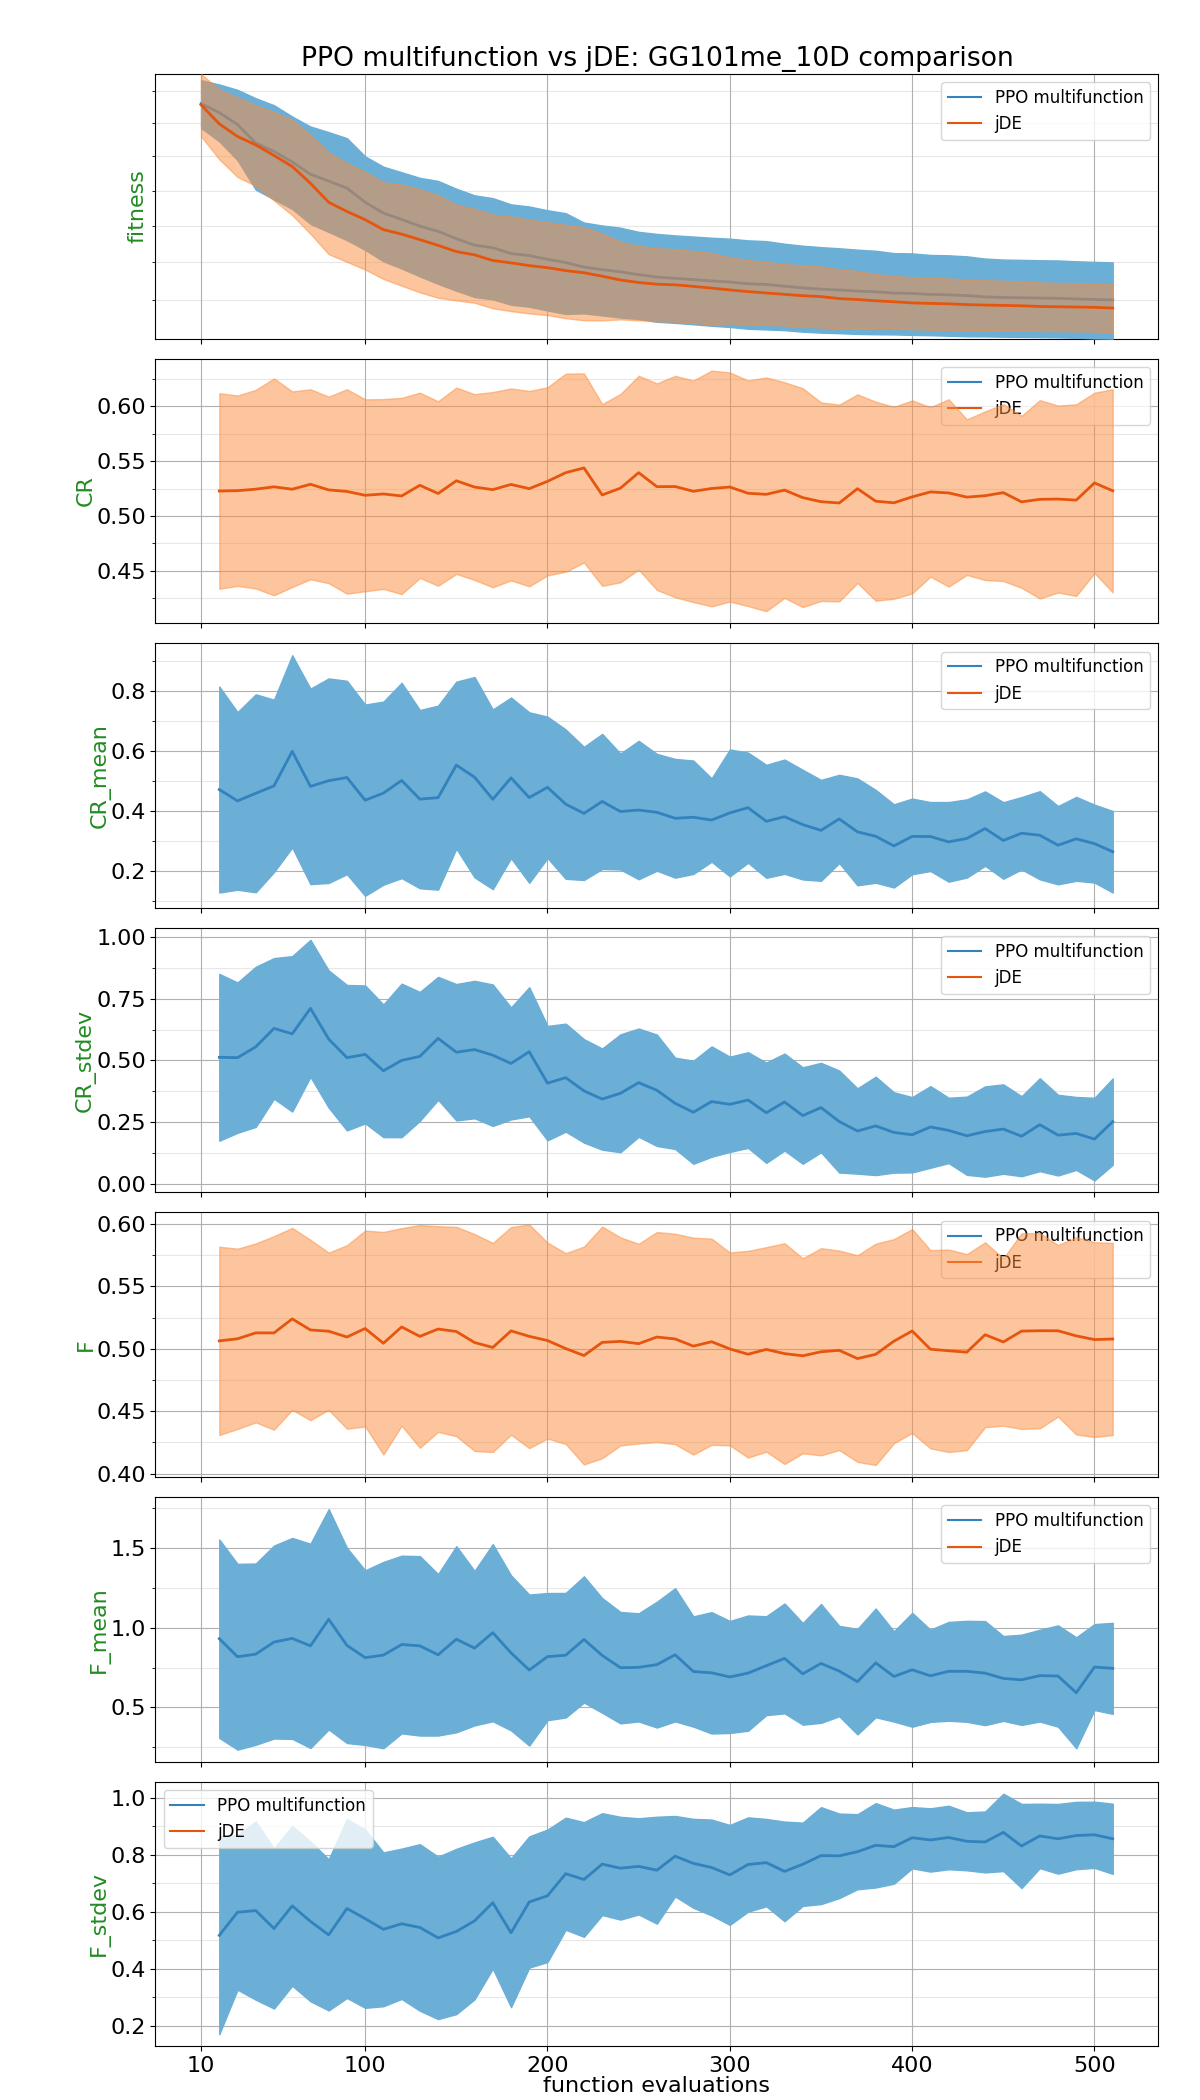 PPO multifunction vs jDE: GG101me_10D comparison
fitness
PPO multifunction
jDE
CR
0.60
0.55
0.50
0.45
PPO multifunction
jDE
CR_mean
0.8
0.6
0.4
0.2
PPO multifunction
jDE
CR_stdev
1.00
0.75
0.50
0.25
0.00
PPO multifunction
jDE
F
0.60
0.55
0.50
0.45
0.40
PPO multifunction
jDE
F_mean
1.5
1.0
0.5
PPO multifunction
jDE
F_stdev
1.0
0.8
0.6
0.4
0.2
PPO multifunction
jDE
10 100 200 300 400 500
function evaluations